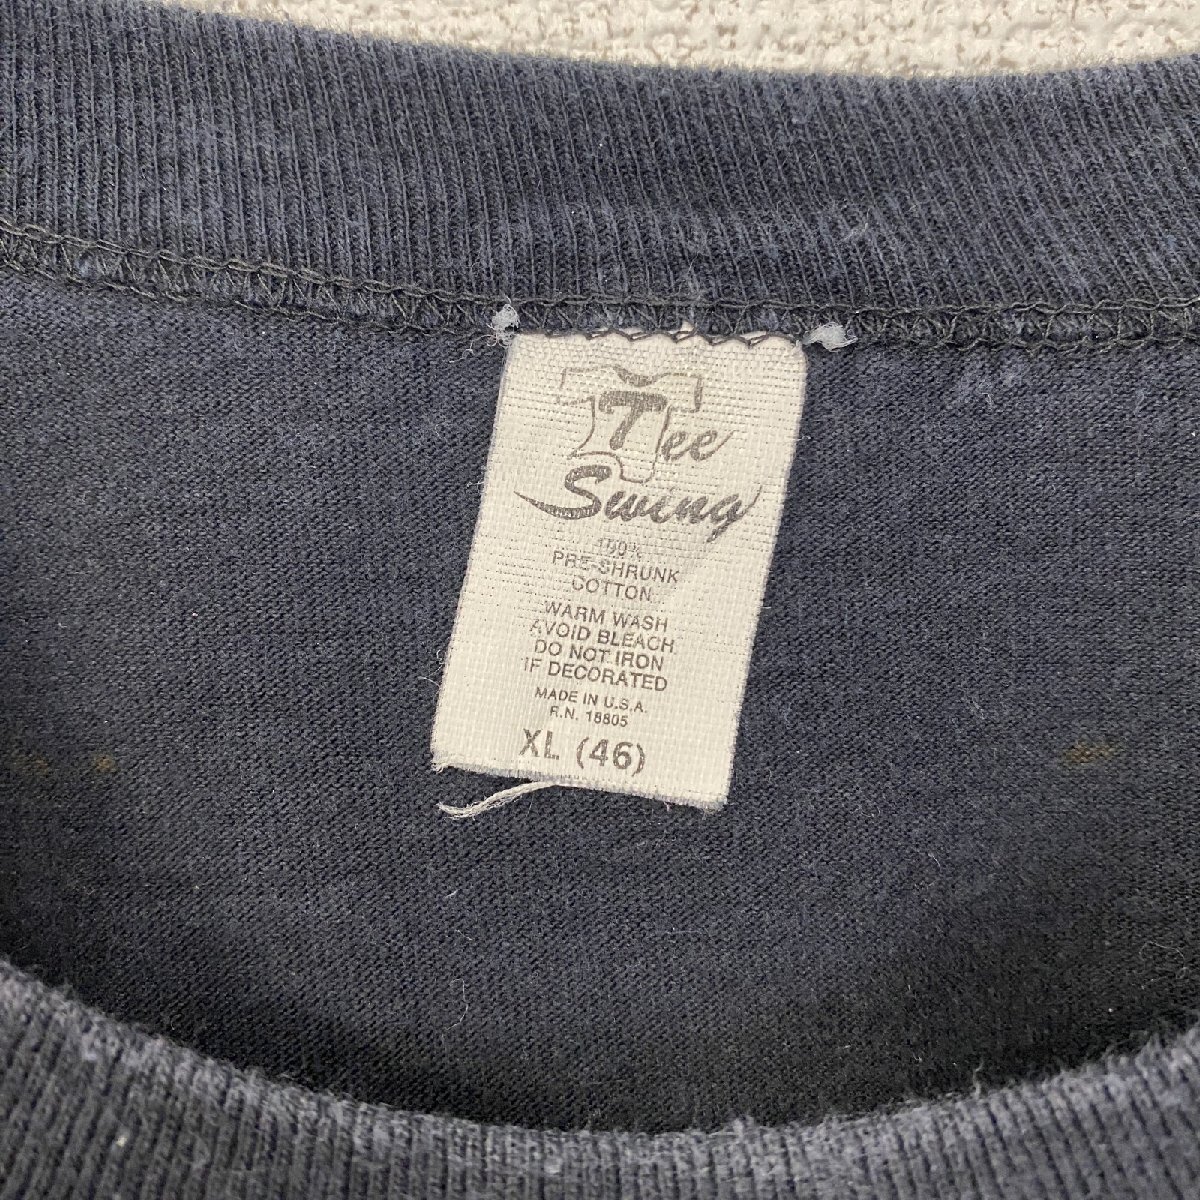 Tee
Swing
100%
PRE-SHRUNK
COTTON
WARM WASH
AVOID BLEACH
DO NOT IRON
IF DECORATED
MADE IN U.S.A.
R.N. 18805
XL (46)